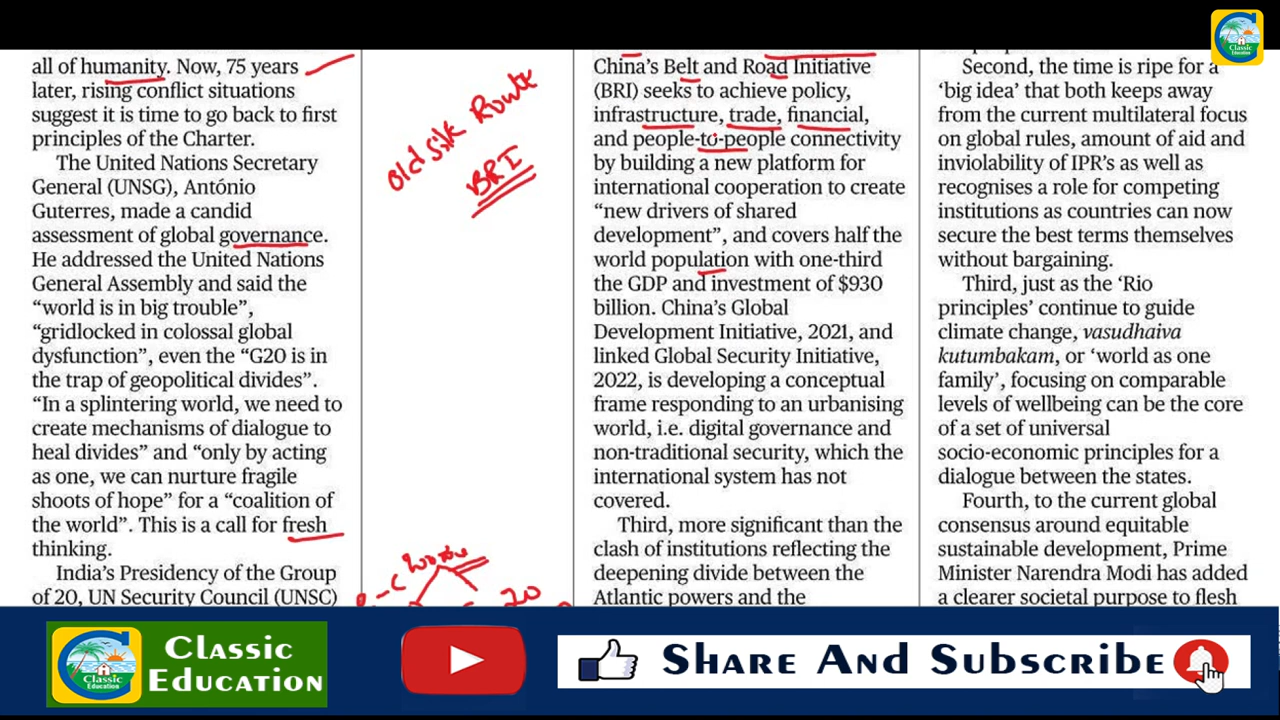 Classic
Education
all of humanity. Now, 75 years
later, rising conflict situations
suggest it is time to go back to first
principles of the Charter.
The United Nations Secretary
General (UNSG), António
Guterres, made a candid
assessment of global governance.
He addressed the United Nations
General Assembly and said the
“world is in big trouble”,
“gridlocked in colossal global
dysfunction”, even the “G20 is in
the trap of geopolitical divides”.
“In a splintering world, we need to
create mechanisms of dialogue to
heal divides” and “only by acting
as one, we can nurture fragile
shoots of hope” for a “coalition of
the world”. This is a call for fresh
thinking.
India’s Presidency of the Group
of 20, UN Security Council (UNSC)
Old Silk Route
BRI
20
China’s Belt and Road Initiative
(BRI) seeks to achieve policy,
infrastructure, trade, financial,
and people-to-people connectivity
by building a new platform for
international cooperation to create
“new drivers of shared
development”, and covers half the
world population with one-third
the GDP and investment of $930
billion. China’s Global
Development Initiative, 2021, and
linked Global Security Initiative,
2022, is developing a conceptual
frame responding to an urbanising
world, i.e. digital governance and
non-traditional security, which the
international system has not
covered.
Third, more significant than the
clash of institutions reflecting the
deepening divide between the
Atlantic powers and the
Second, the time is ripe for a
‘big idea’ that both keeps away
from the current multilateral focus
on global rules, amount of aid and
inviolability of IPR’s as well as
recognises a role for competing
institutions as countries can now
secure the best terms themselves
without bargaining.
Third, just as the ‘Rio
principles’ continue to guide
climate change, vasudhaiva
kutumbakam, or ‘world as one
family’, focusing on comparable
levels of wellbeing can be the core
of a set of universal
socio-economic principles for a
dialogue between the states.
Fourth, to the current global
consensus around equitable
sustainable development, Prime
Minister Narendra Modi has added
a clearer societal purpose to flesh
Classic
Education
Classic
Education
Share And Subscribe